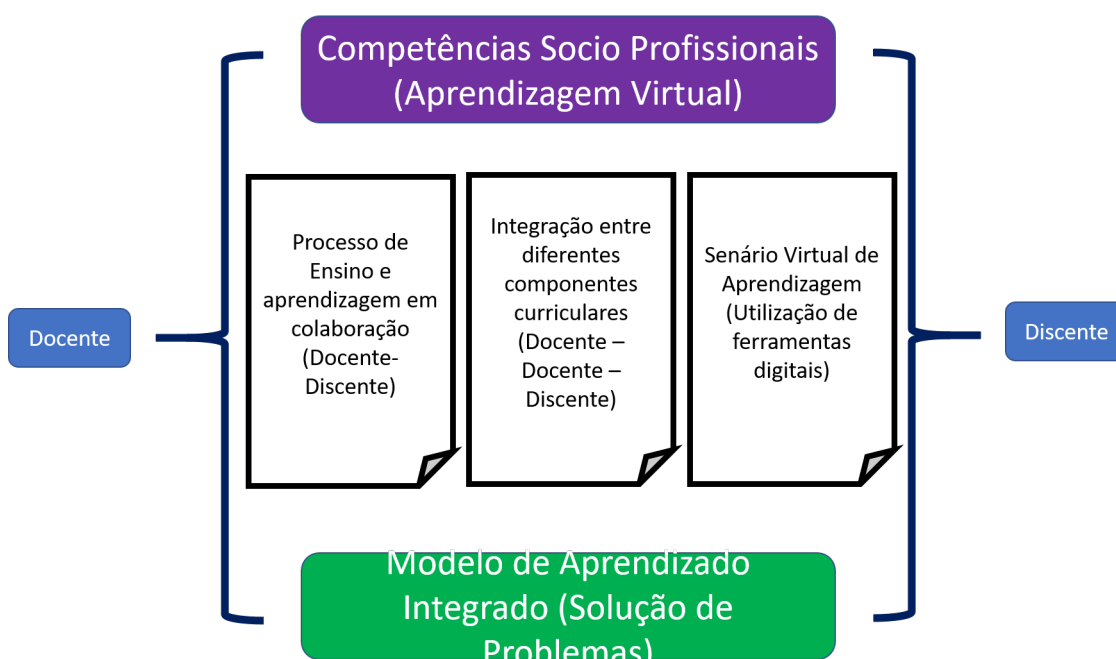 Competências Socio Profissionais
(Aprendizagem Virtual)
Docente
Processo de
Ensino e
aprendizagem em
colaboração
(Docente-
Discente)
Integração entre
diferentes
componentes
curriculares
(Docente –
Docente –
Discente)
Senário Virtual de
Aprendizagem
(Utilização de
ferramentas
digitais)
Discente
Modelo de Aprendizado
Integrado (Solução de
Problemas)